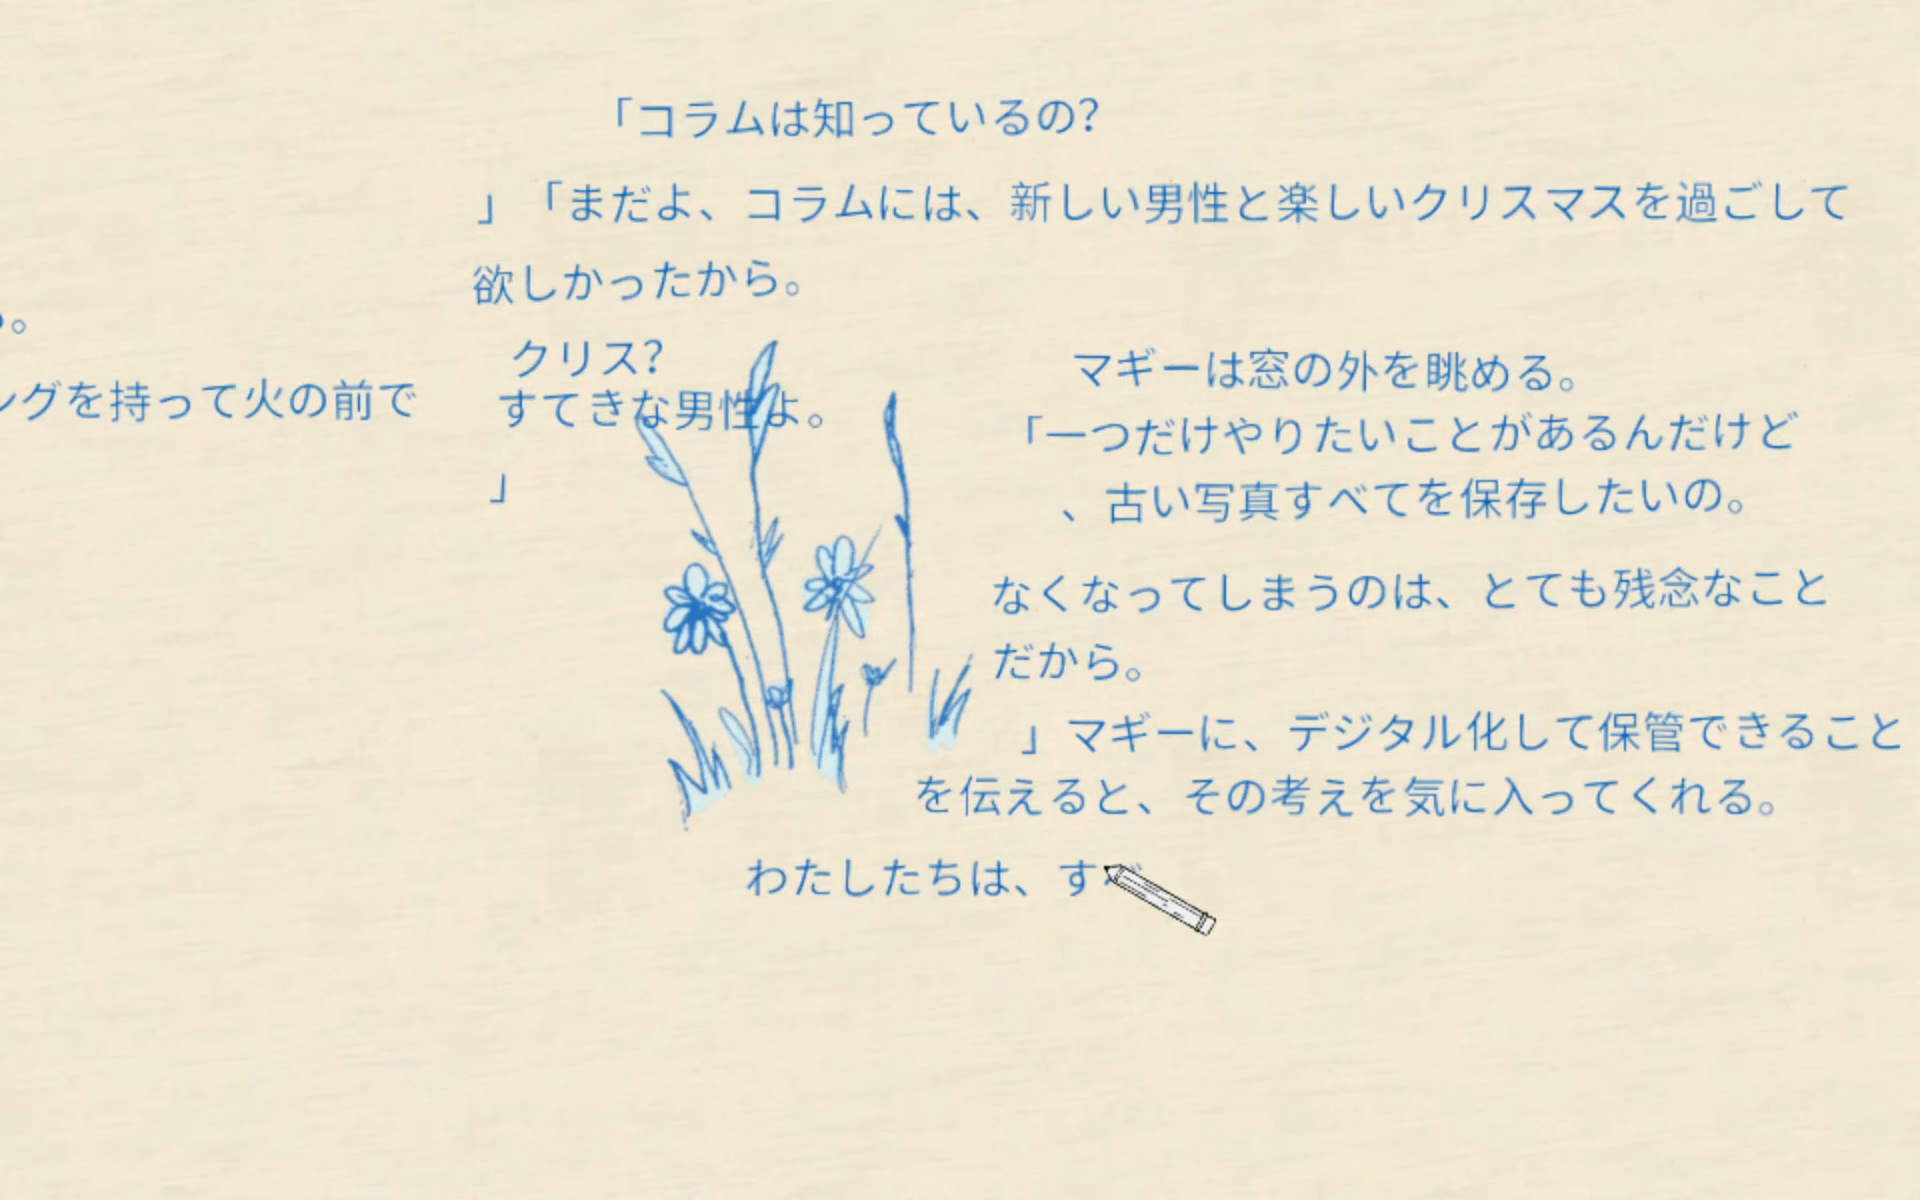 「コラムは知っているの?
」「まだよ、コラムには、新しい男性と楽しいクリスマスを過ごして
欲しかったから。
る。
ングを持って火の前で
クリス?
すてきな男性よ。
」
マギーは窓の外を眺める。
「一つだけやりたいことがあるんだけど
、古い写真すべてを保存したいの。
なくなってしまうのは、とても残念なこと
だから。
」マギーに、デジタル化して保管できること
を伝えると、その考えを気に入ってくれる。
わたしたちは、す